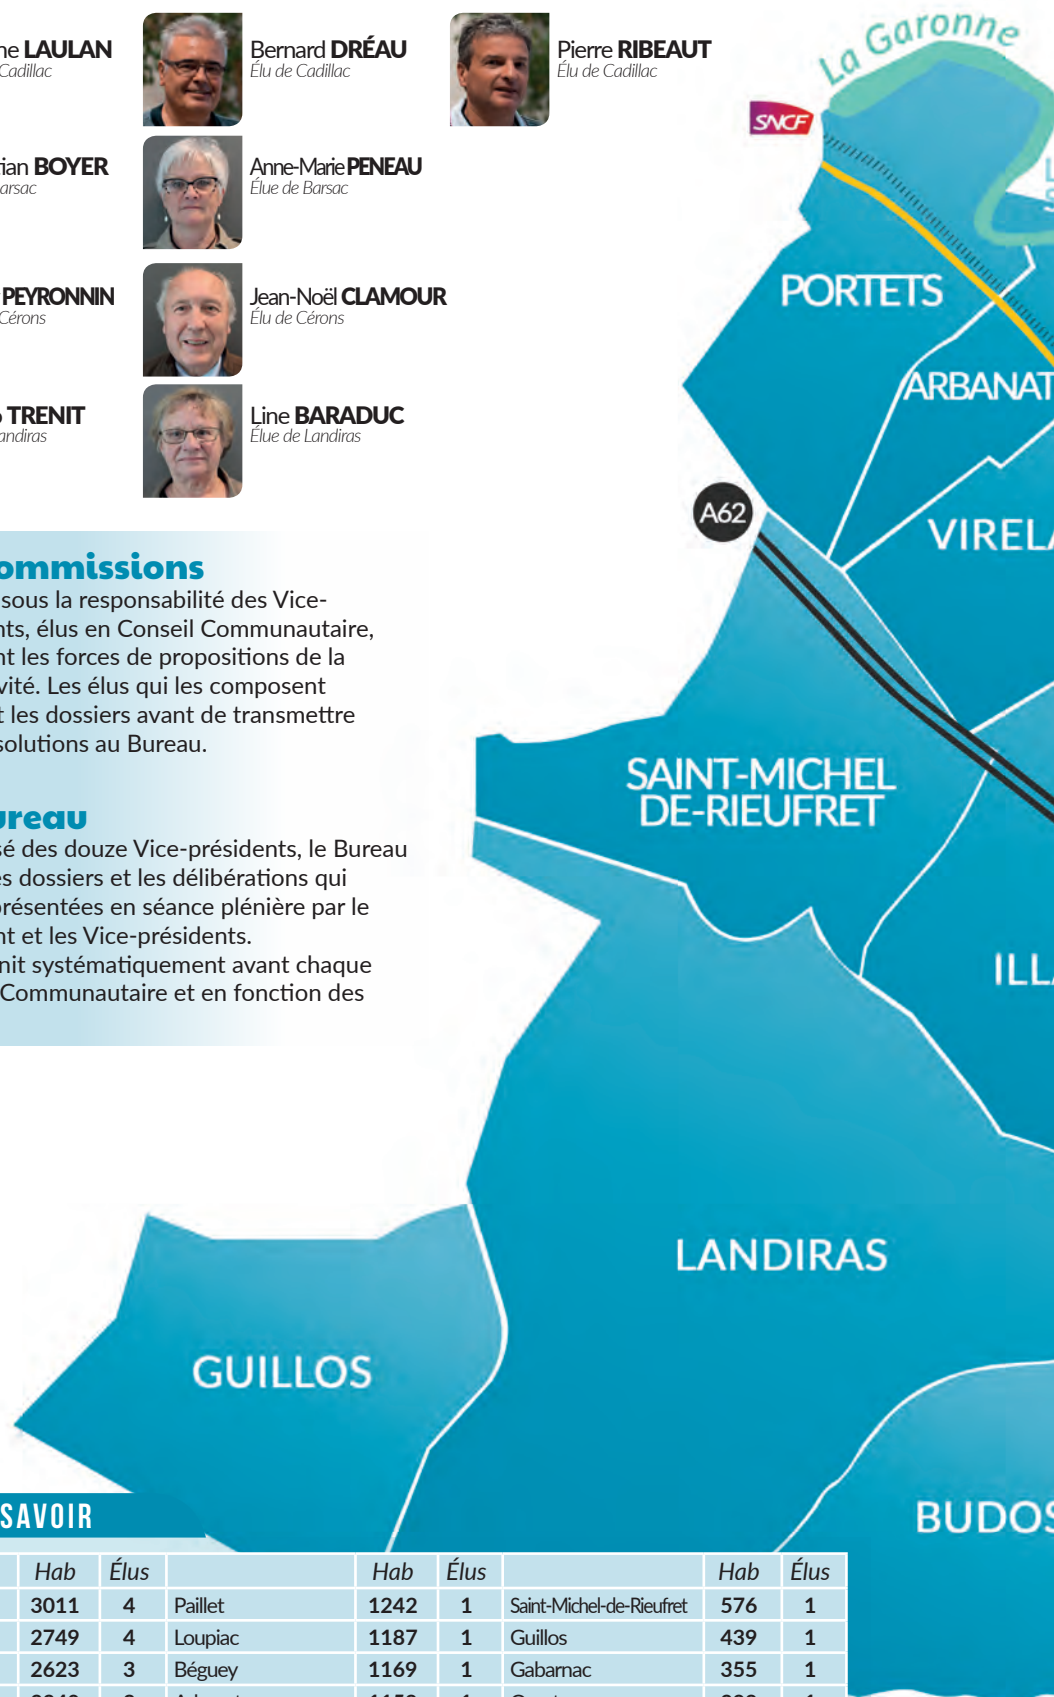 ne LAULAN
Cadillac
Bernard DRÉAU
Élu de Cadillac
Pierre RIBEAUT
Élu de Cadillac
tian BOYER
arsac
Anne-Marie PENEAU
Élue de Barsac
PEYRONNIN
Cérons
Jean-Noël CLAMOUR
Élu de Cérons
TRENIT
andiras
Line BARADUC
Élue de Landiras
ommissions
sous la responsabilité des Vice-
nts, élus en Conseil Communautaire,
nt les forces de propositions de la
vité. Les élus qui les composent
t les dossiers avant de transmettre
solutions au Bureau.
ureau
sé des douze Vice-présidents, le Bureau
es dossiers et les délibérations qui
présentées en séance plénière par le
nt et les Vice-présidents.
nit systématiquement avant chaque
Communautaire et en fonction des
La Garonne
SNCF
PORTETS
ARBANAT
A62
VIRELA
SAINT-MICHEL
DE-RIEUFRET
ILLA
LANDIRAS
GUILLOS
BUDOS
SAVOIR
Hab Élus Hab Élus Hab Élus
3011 4 Paillet 1242 1 Saint-Michel-de-Rieufret 576 1
2749 4 Loupiac 1187 1 Guillos 439 1
2623 3 Béguey 1169 1 Gabarnac 355 1